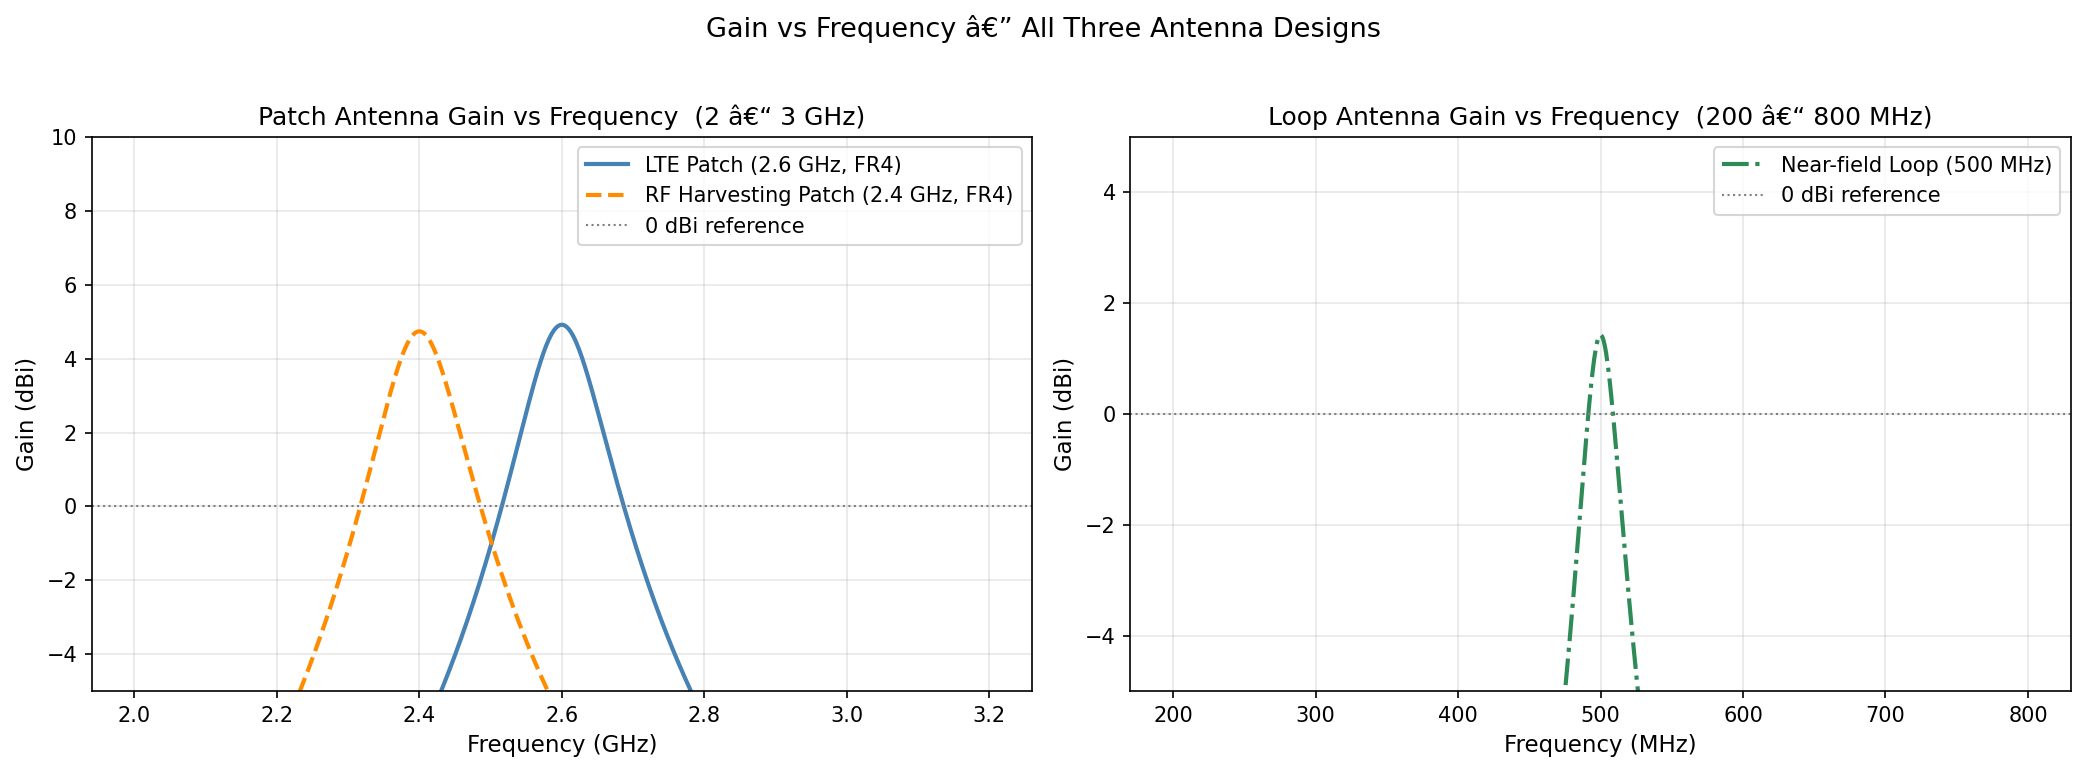 Gain vs Frequency â€” All Three Antenna Designs
Patch Antenna Gain vs Frequency  (2 â€“ 3 GHz)
Gain (dBi)
10
8
6
4
2
0
−2
−4
LTE Patch (2.6 GHz, FR4)
RF Harvesting Patch (2.4 GHz, FR4)
0 dBi reference
2.0 2.2 2.4 2.6 2.8 3.0 3.2
Frequency (GHz)
Loop Antenna Gain vs Frequency  (200 â€“ 800 MHz)
Gain (dBi)
4
2
0
−2
−4
Near-field Loop (500 MHz)
0 dBi reference
200 300 400 500 600 700 800
Frequency (MHz)